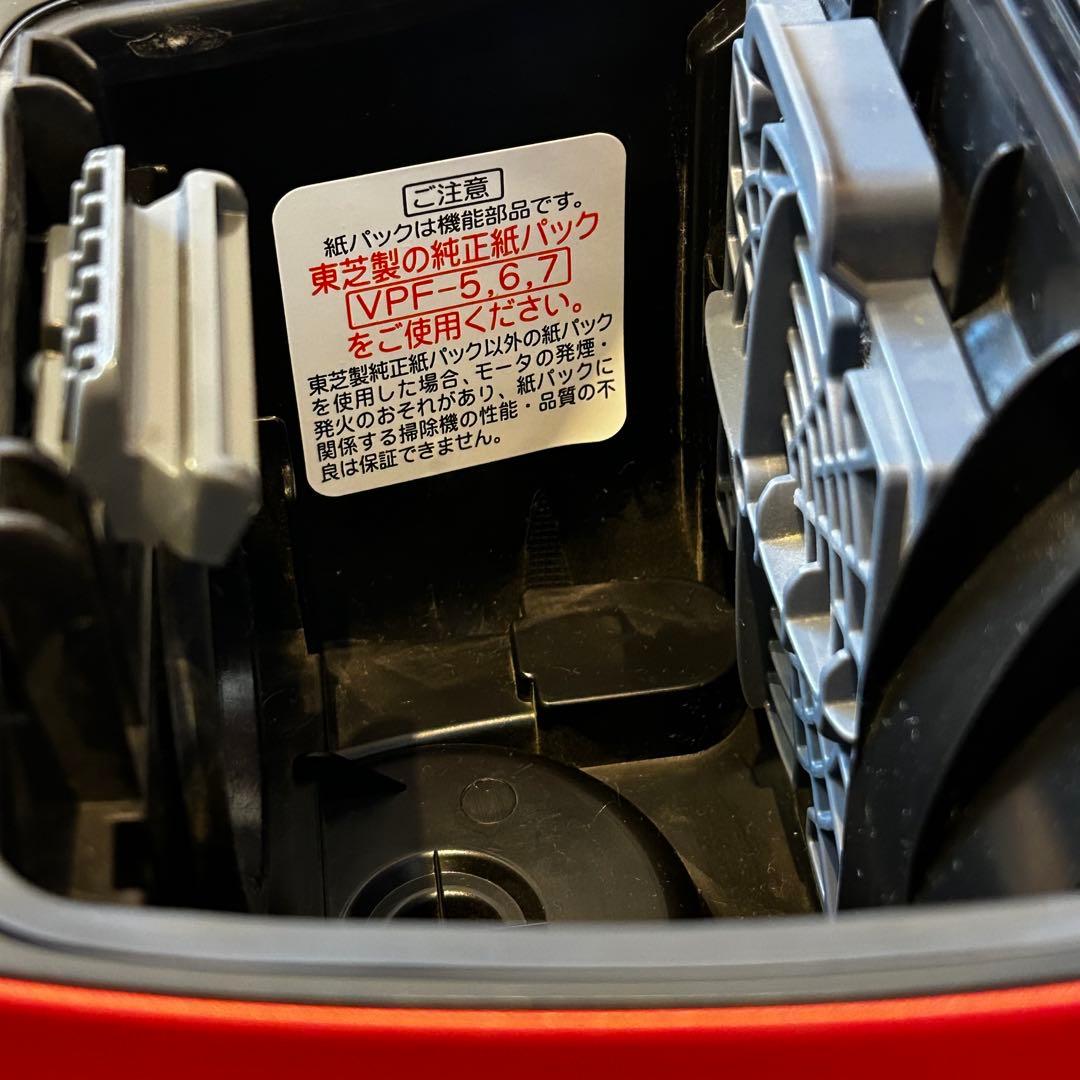 ご注意
紙パックは機能部品です。
東芝製の純正紙パック
VPF-5,6,7
をご使用ください。
東芝製純正紙パック以外の紙パック
を使用した場合、モータの発煙・
発火のおそれがあり、紙パックに
関係する掃除機の性能・品質の不
良は保証できません。